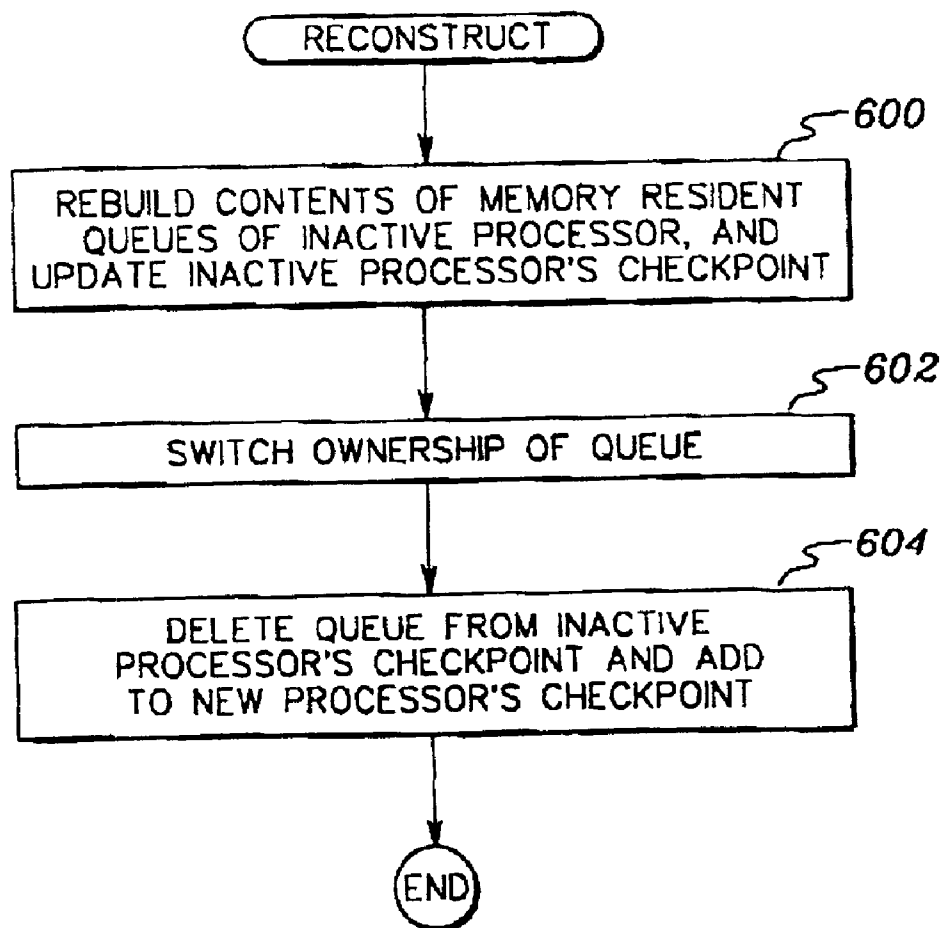 RECONSTRUCT
600
REBUILD CONTENTS OF MEMORY RESIDENT
QUEUES OF INACTIVE PROCESSOR, AND
UPDATE INACTIVE PROCESSOR'S CHECKPOINT
602
SWITCH OWNERSHIP OF QUEUE
604
DELETE QUEUE FROM INACTIVE
PROCESSOR'S CHECKPOINT AND ADD
TO NEW PROCESSOR'S CHECKPOINT
END